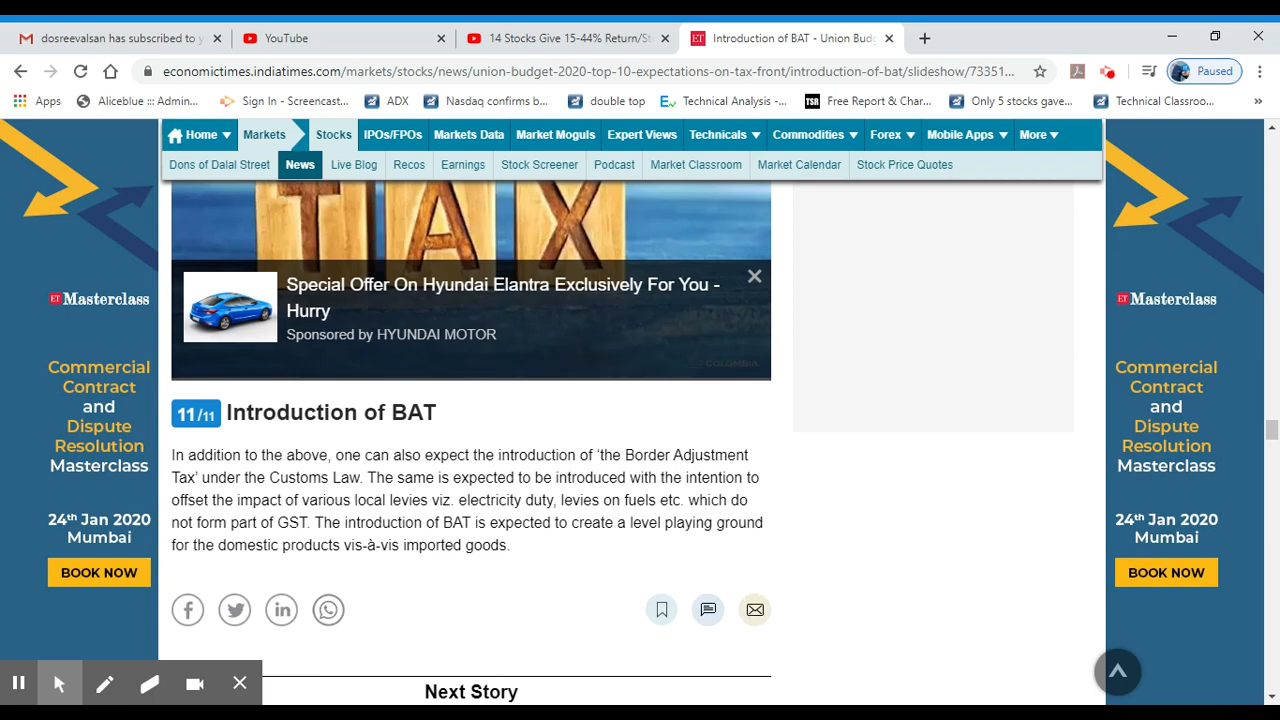 dosreevalsan has subscribed to y
YouTube
14 Stocks Give 15-44% Return/St
ET Introduction of BAT - Union Budg
economictimes.indiatimes.com/markets/stocks/news/union-budget-2020-top-10-expectations-on-tax-front/introduction-of-bat/slideshow/73351...
Paused
Apps Aliceblue ::: Admin... Sign In - Screencast... ADX Nasdaq confirms b... double top Technical Analysis -... TSR Free Report & Char... Only 5 stocks gave... Technical Classroo... »
Home Markets Stocks IPOs/FPOs Markets Data Market Moguls Expert Views Technicals Commodities Forex Mobile Apps More
Dons of Dalal Street News Live Blog Recos Earnings Stock Screener Podcast Market Classroom Market Calendar Stock Price Quotes
TAX
Special Offer On Hyundai Elantra Exclusively For You -
Hurry
Sponsored by HYUNDAI MOTOR
COLOMBIA
11/11 Introduction of BAT
In addition to the above, one can also expect the introduction of ‘the Border Adjustment
Tax’ under the Customs Law. The same is expected to be introduced with the intention to
offset the impact of various local levies viz. electricity duty, levies on fuels etc. which do
not form part of GST. The introduction of BAT is expected to create a level playing ground
for the domestic products vis-à-vis imported goods.
Next Story
ET Masterclass
Commercial
Contract
and
Dispute
Resolution
Masterclass
24th Jan 2020
Mumbai
BOOK NOW
ET Masterclass
Commercial
Contract
and
Dispute
Resolution
Masterclass
24th Jan 2020
Mumbai
BOOK NOW